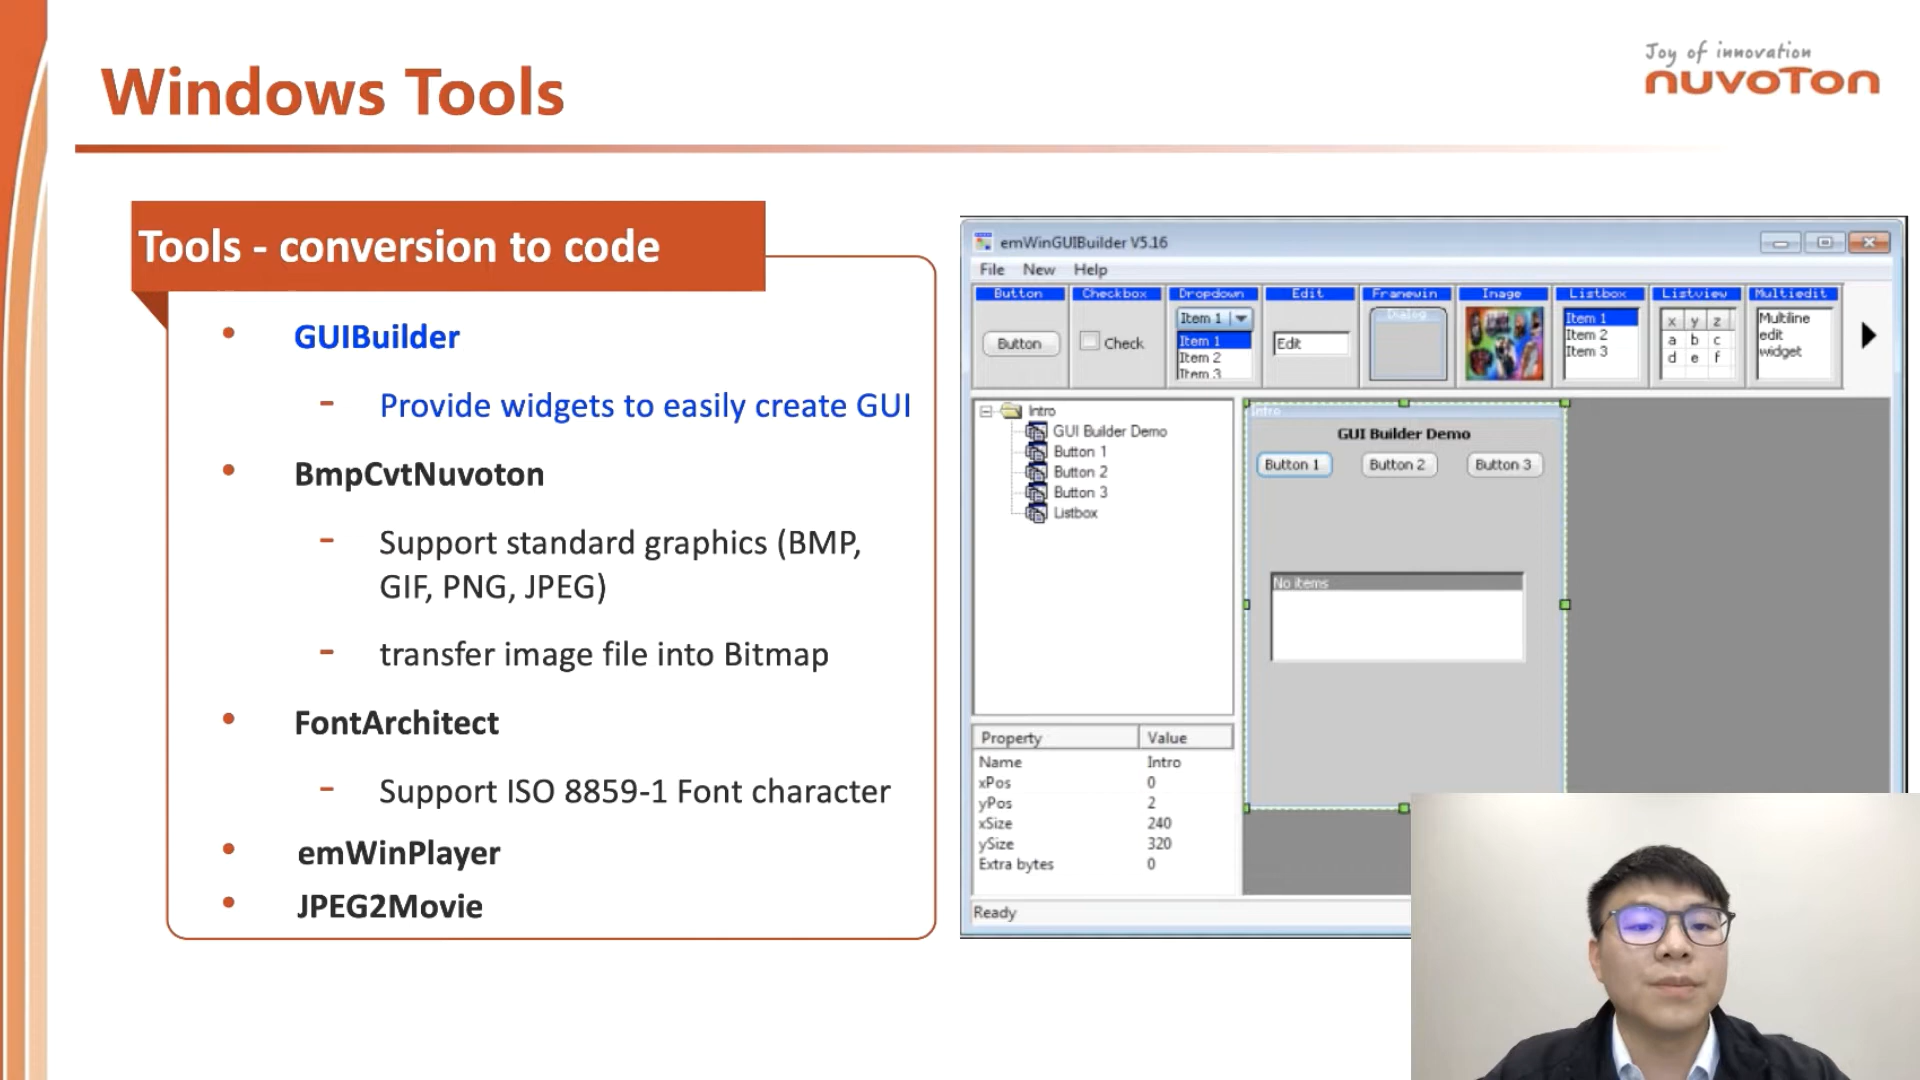 Windows Tools
Joy of innovation
nuvoTon
Tools - conversion to code
• GUIBuilder
- Provide widgets to easily create GUI
• BmpCvtNuvoton
- Support standard graphics (BMP,
GIF, PNG, JPEG)
- transfer image file into Bitmap
• FontArchitect
- Support ISO 8859-1 Font character
• emWinPlayer
• JPEG2Movie
emWinGUIBuilder V5.16
File New Help
Button Checkbox Dropdown Edit Framewin Image Listbox Listview Multiedit
Button
Check
Item 1
Item 1
Item 2
Item 3
Edit
Dialog
Item 1
Item 2
Item 3
x y z
a b c
d e f
Multiline
edit
widget
Intro
GUI Builder Demo
Button 1
Button 2
Button 3
Listbox
Intro
GUI Builder Demo
Button 1 Button 2 Button 3
No items
Property Value
Name Intro
xPos 0
yPos 2
xSize 240
ySize 320
Extra bytes 0
Ready